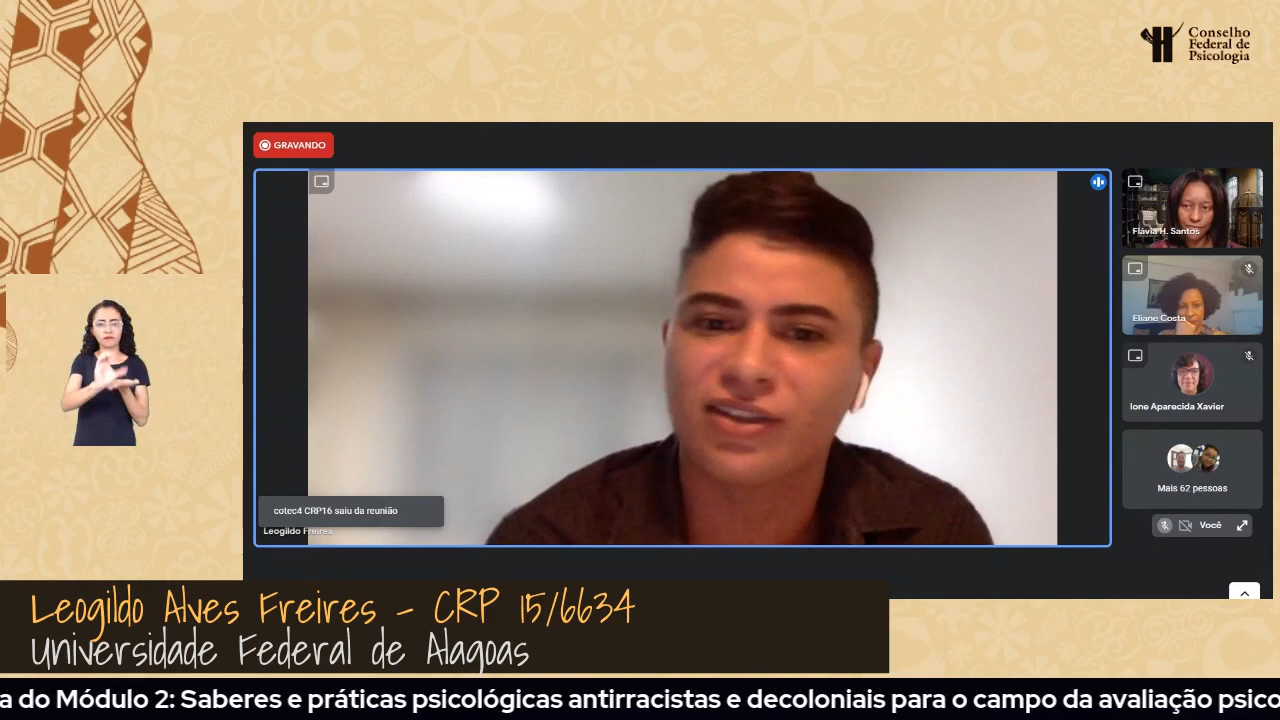 Conselho
Federal de
Psicologia
GRAVANDO
Flávia H. Santos
Eliane Costa
Ione Aparecida Xavier
Mais 62 pessoas
Você
cotec4 CRP16 saiu da reunião
Leogildo Freires
Leogildo Alves Freires - CRP 15/6634
Universidade Federal de Alagoas
a do Módulo 2: Saberes e práticas psicológicas antirracistas e decoloniais para o campo da avaliação psico